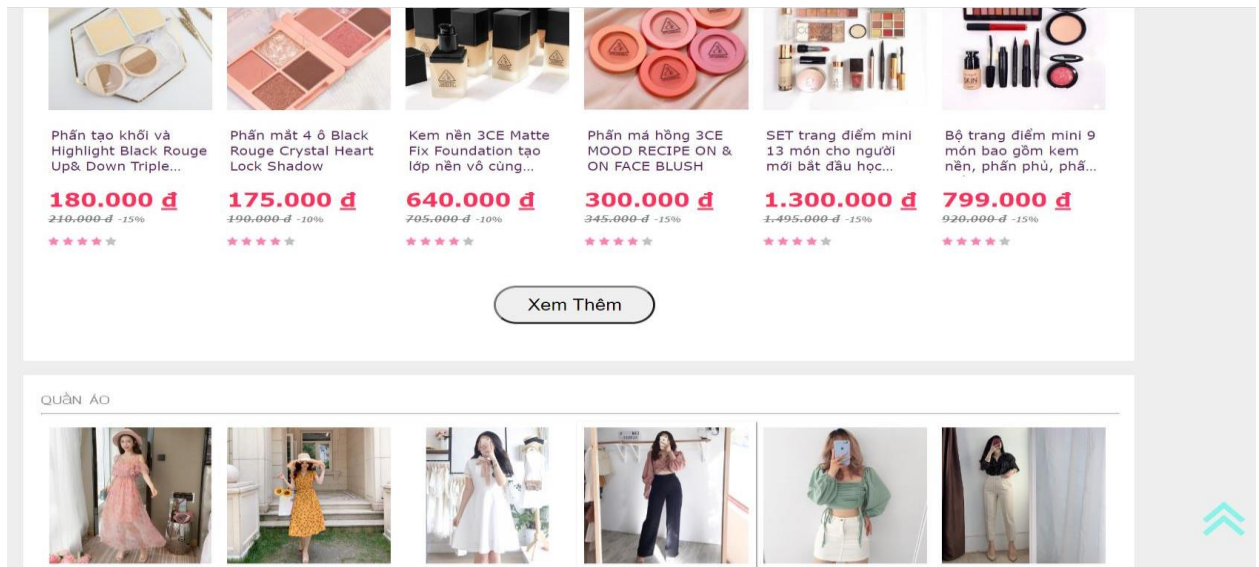 Phấn tạo khối và
Highlight Black Rouge
Up& Down Triple...
180.000 đ
210.000 đ -15%
Phấn mắt 4 ô Black
Rouge Crystal Heart
Lock Shadow
175.000 đ
190.000 đ -10%
Kem nền 3CE Matte
Fix Foundation tạo
lớp nền vô cùng...
640.000 đ
705.000 đ -10%
Phấn má hồng 3CE
MOOD RECIPE ON &
ON FACE BLUSH
300.000 đ
345.000 đ -15%
SET trang điểm mini
13 món cho người
mới bắt đầu học...
1.300.000 đ
1.495.000 đ -15%
Bộ trang điểm mini 9
món bao gồm kem
nền, phấn phủ, phấ...
799.000 đ
920.000 đ -15%
Xem Thêm
QUẦN ÁO